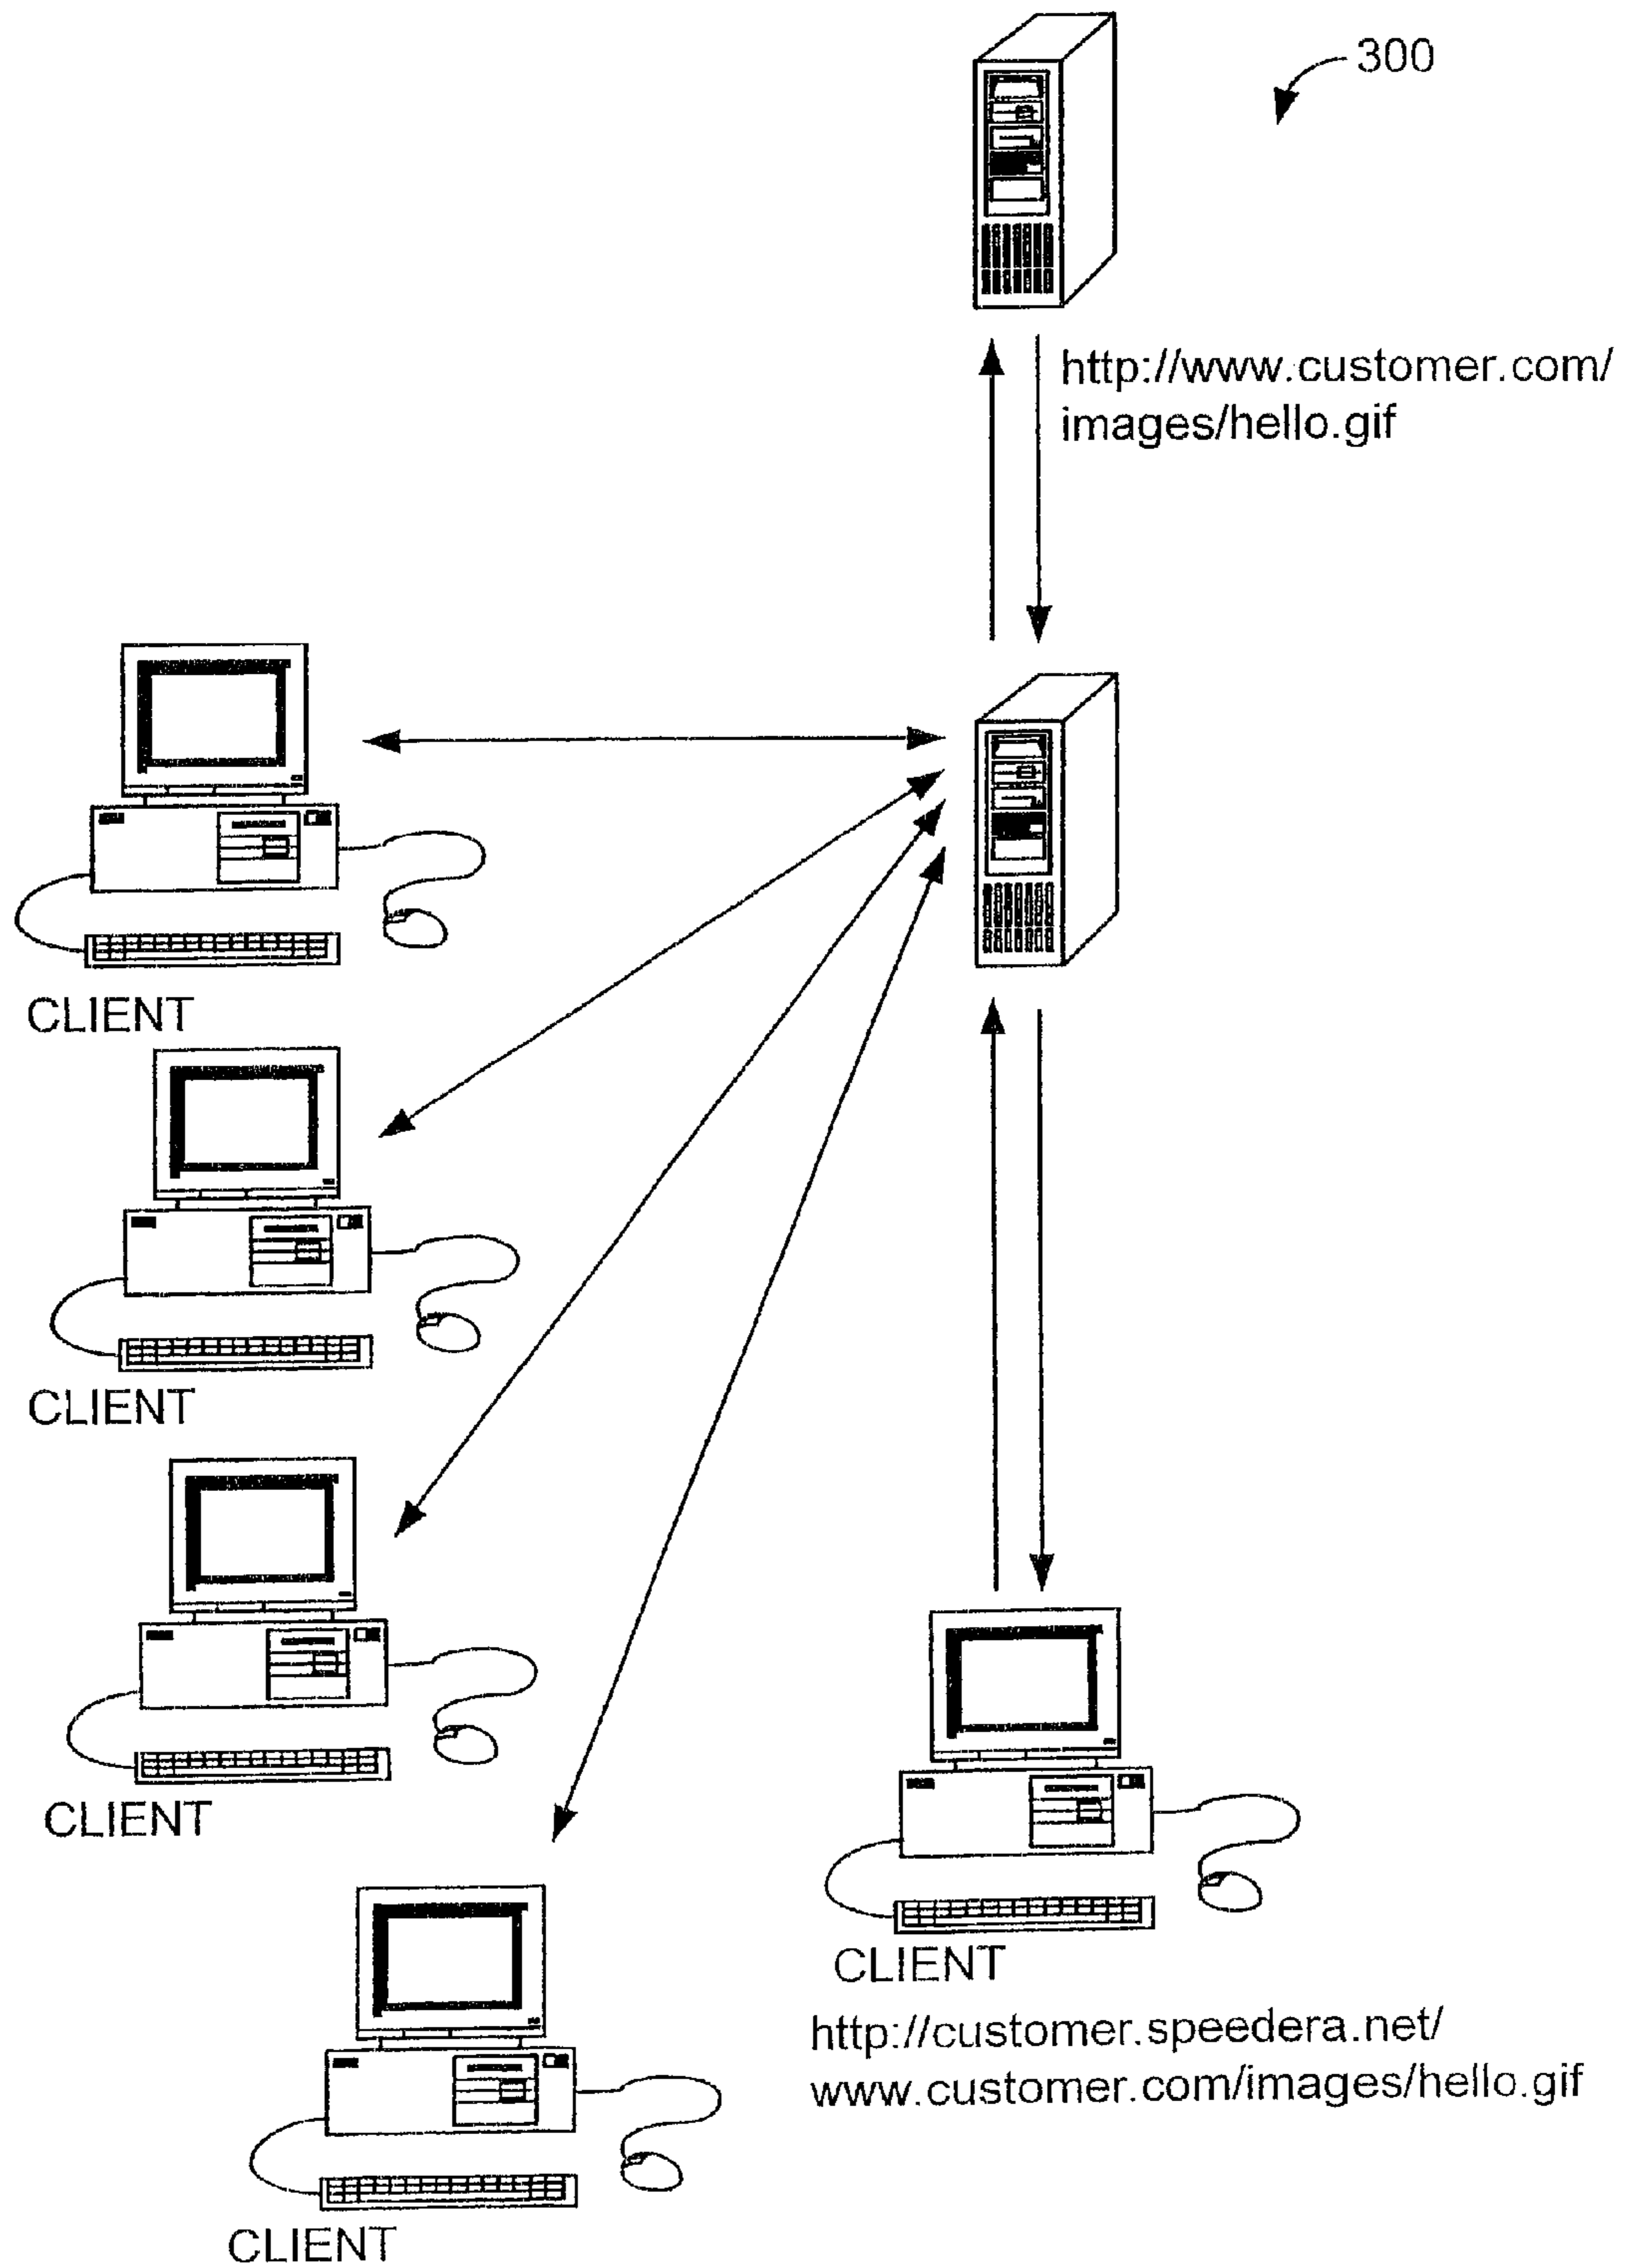 300
http://www.customer.com/
images/hello.gif
CLIENT
CLIENT
CLIENT
CLIENT
http://customer.speedera.net/
www.customer.com/images/hello.gif
CLIENT